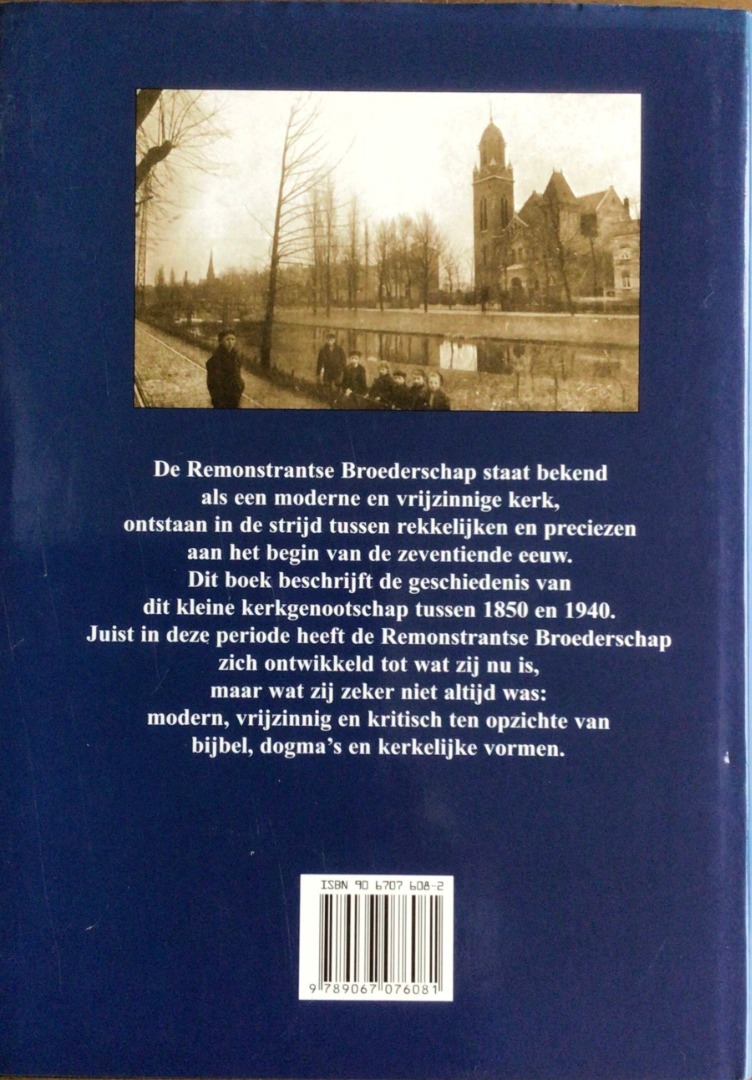 De Remonstrantse Broederschap staat bekend
als een moderne en vrijzinnige kerk,
ontstaan in de strijd tussen rekkelijken en preciezen
aan het begin van de zeventiende eeuw.
Dit boek beschrijft de geschiedenis van
dit kleine kerkgenootschap tussen 1850 en 1940.
Juist in deze periode heeft de Remonstrantse Broederschap
zich ontwikkeld tot wat zij nu is,
maar wat zij zeker niet altijd was:
modern, vrijzinnig en kritisch ten opzichte van
bijbel, dogma's en kerkelijke vormen.
ISBN 90 6707 608-2
9 789067 076081